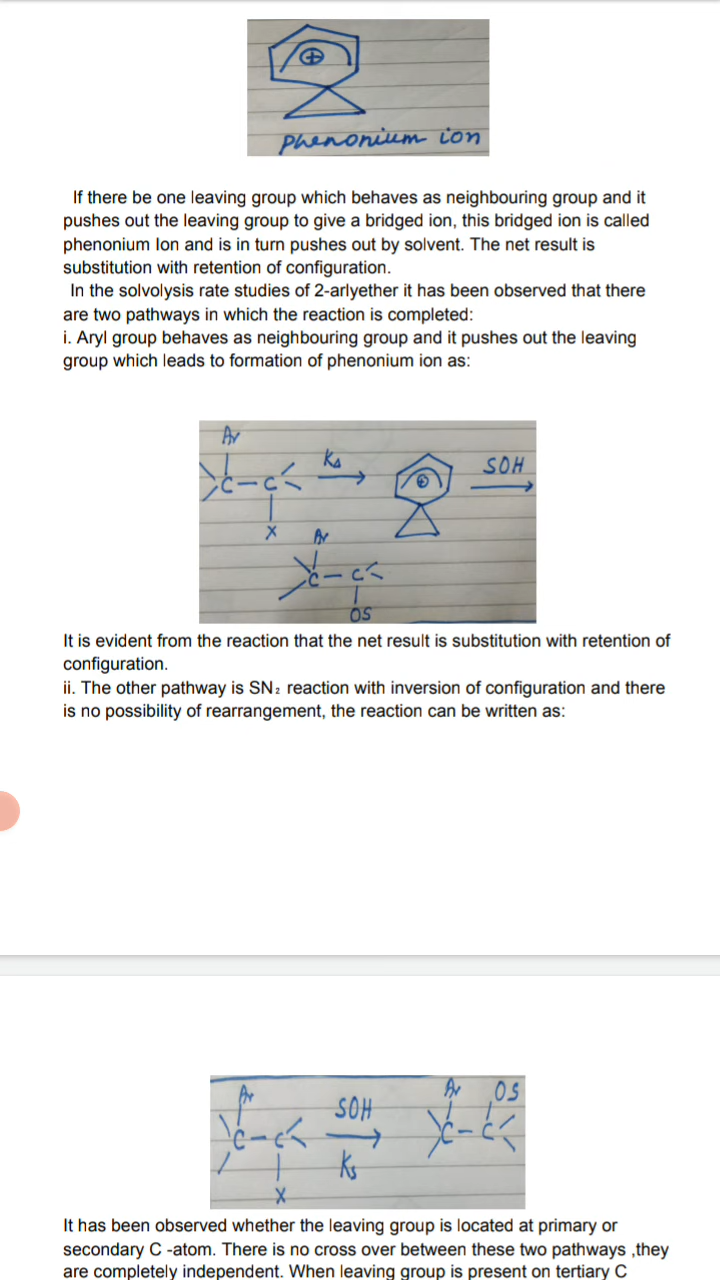 phenonium ion
If there be one leaving group which behaves as neighbouring group and it
pushes out the leaving group to give a bridged ion, this bridged ion is called
phenonium Ion and is in turn pushes out by solvent. The net result is
substitution with retention of configuration.
In the solvolysis rate studies of 2-arlyether it has been observed that there
are two pathways in which the reaction is completed:
i. Aryl group behaves as neighbouring group and it pushes out the leaving
group which leads to formation of phenonium ion as:
Ar
C-C
X
Ks
SOH
Ar
C-C
OS
It is evident from the reaction that the net result is substitution with retention of
configuration.
ii. The other pathway is SN₂ reaction with inversion of configuration and there
is no possibility of rearrangement, the reaction can be written as:
Ar
C-C
X
SOH
Ks
Ar OS
C-C
It has been observed whether the leaving group is located at primary or
secondary C -atom. There is no cross over between these two pathways ,they
are completely independent. When leaving group is present on tertiary C